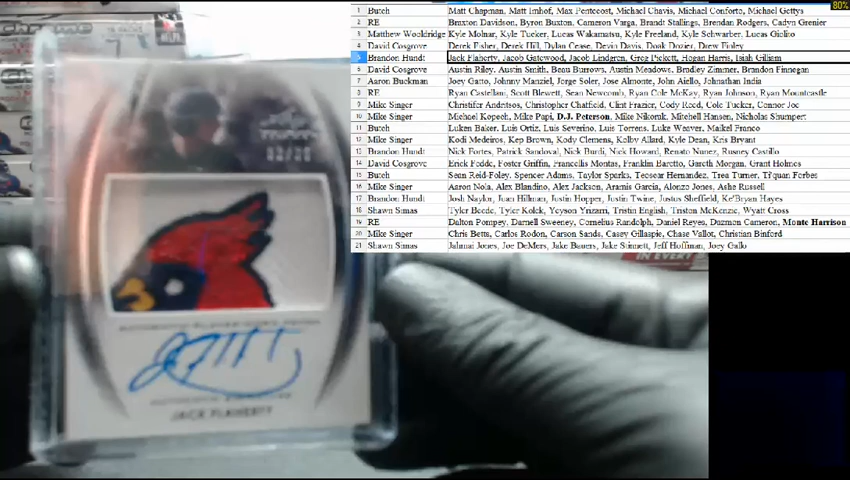 80%
1 Butch Matt Chapman, Matt Imhof, Max Pentecost, Michael Chavis, Michael Conforto, Michael Gettys
2 RE Braxton Davidson, Byron Buxton, Cameron Varga, Brandt Stallings, Brendan Rodgers, Cadyn Grenier
3 Matthew Wooldridge Kyle Molnar, Kyle Tucker, Lucas Wakamatsu, Kyle Freeland, Kyle Schwarber, Lucas Giolito
4 David Cosgrove Derek Fisher, Derek Hill, Dylan Cease, Devin Davis, Doak Dozier, Drew Finley
5 Brandon Hundt Jack Flaherty, Jacob Gatewood, Jacob Lindgren, Greg Pickett, Hogan Harris, Isiah Gilliam
6 David Cosgrove Austin Riley, Austin Smith, Beau Burrows, Austin Meadows, Bradley Zimmer, Brandon Finnegan
7 Aaron Buckman Joey Gatto, Johnny Manziel, Jorge Soler, Jose Almonte, John Aiello, Johnathan India
8 RE Ryan Castellani, Scott Blewett, Sean Newcomb, Ryan Cole McKay, Ryan Johnson, Ryan Mountcastle
9 Mike Singer Christifer Andritsos, Christopher Chatfield, Clint Frazier, Cody Reed, Cole Tucker, Connor Joe
10 Mike Singer Michael Kopech, Mike Papi, D.J. Peterson, Mike Nikorak, Mitchell Hansen, Nicholas Shumpert
11 Butch Luken Baker, Luis Ortiz, Luis Severino, Luis Torrens, Luke Weaver, Maikel Franco
12 Mike Singer Kodi Medeiros, Kep Brown, Kody Clemens, Kolby Allard, Kyle Dean, Kris Bryant
13 Brandon Hundt Nick Fortes, Patrick Sandoval, Nick Burdi, Nick Howard, Renato Nunez, Rusney Castillo
14 David Cosgrove Erick Fedde, Foster Griffin, Francellis Montas, Franklin Barreto, Gareth Morgan, Grant Holmes
15 Butch Sean Reid-Foley, Spencer Adams, Taylor Sparks, Teoscar Hernandez, Trea Turner, Ti'quan Forbes
16 Mike Singer Aaron Nola, Alex Blandino, Alex Jackson, Aramis Garcia, Alonzo Jones, Ashe Russell
17 Brandon Hundt Josh Naylor, Juan Hillman, Justin Hopper, Justin Twine, Justus Sheffield, Ke'Bryan Hayes
18 Shawn Simas Tyler Beede, Tyler Kolek, Yeyson Yrizarri, Tristin English, Triston McKenzie, Wyatt Cross
19 RE Dalton Pompey, Darnell Sweeney, Cornelius Randolph, Daniel Reyes, Dazmon Cameron, Monte Harrison
20 Mike Singer Chris Betts, Carlos Rodon, Carson Sands, Casey Gillaspie, Chase Vallot, Christian Binford
21 Shawn Simas Jahmai Jones, Joe DeMers, Jake Bauers, Jake Stinnett, Jeff Hoffman, Joey Gallo
JACK FLAHERTY
IN EVERY